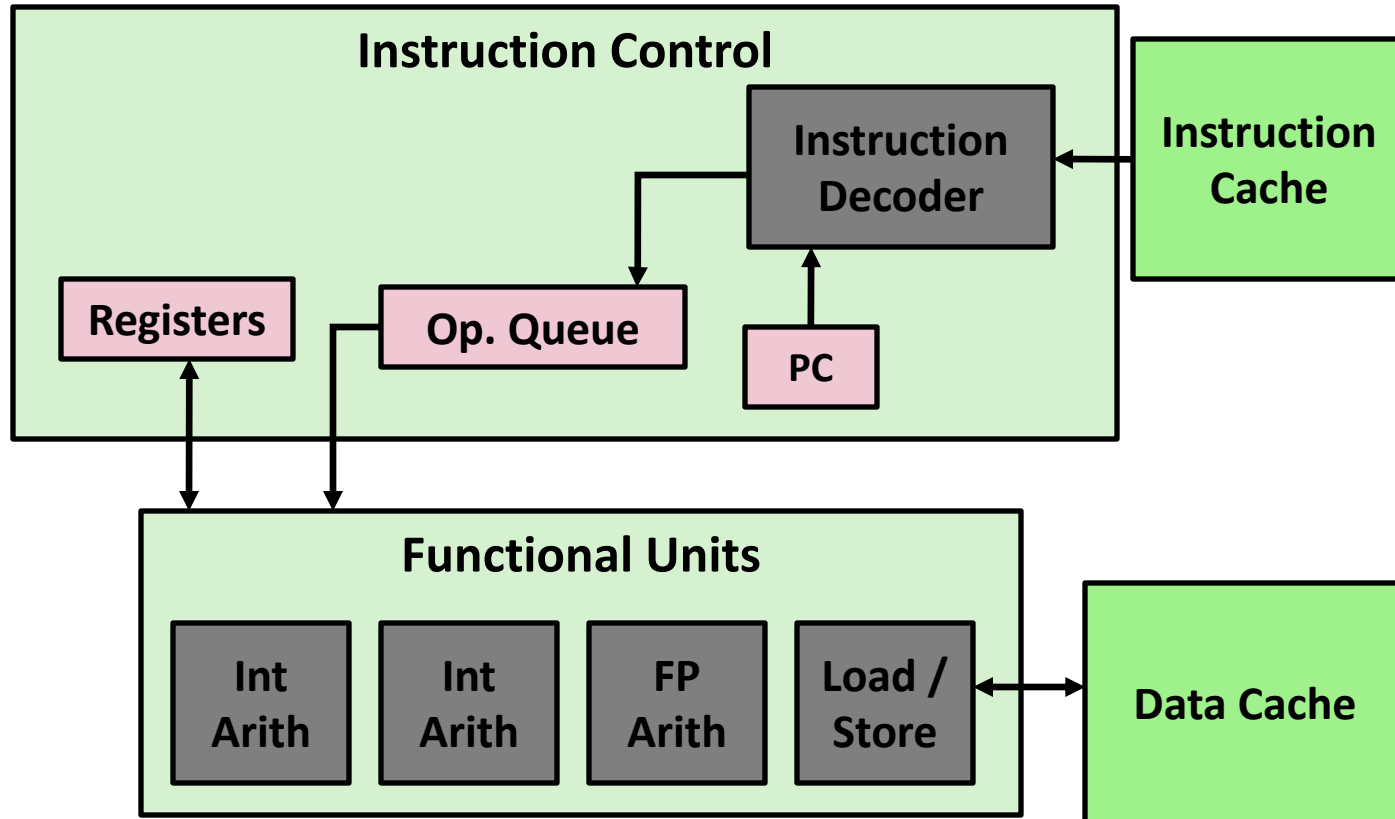 Instruction Control
Instruction
Decoder
Instruction
Cache
Registers
Op. Queue
PC
Functional Units
Int
Arith
Int
Arith
FP
Arith
Load /
Store
Data Cache